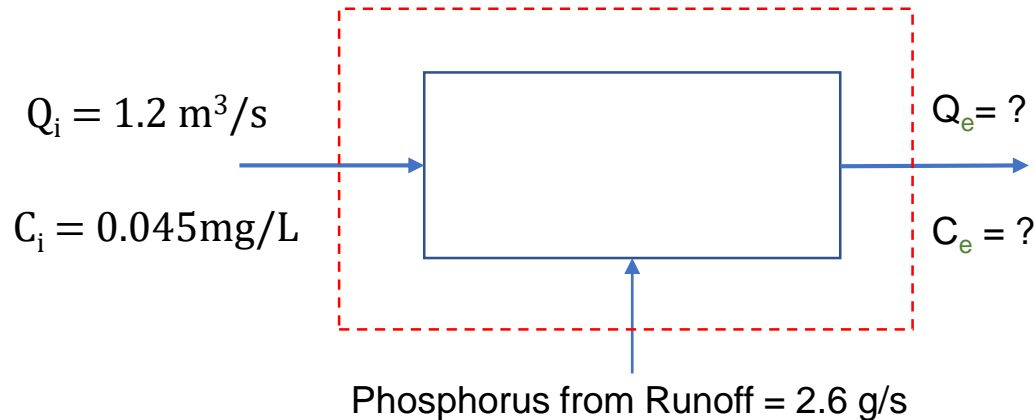 Qᵢ = 1.2 m³/s
Qₑ= ?
Cᵢ = 0.045mg/L
Cₑ = ?
Phosphorus from Runoff = 2.6 g/s